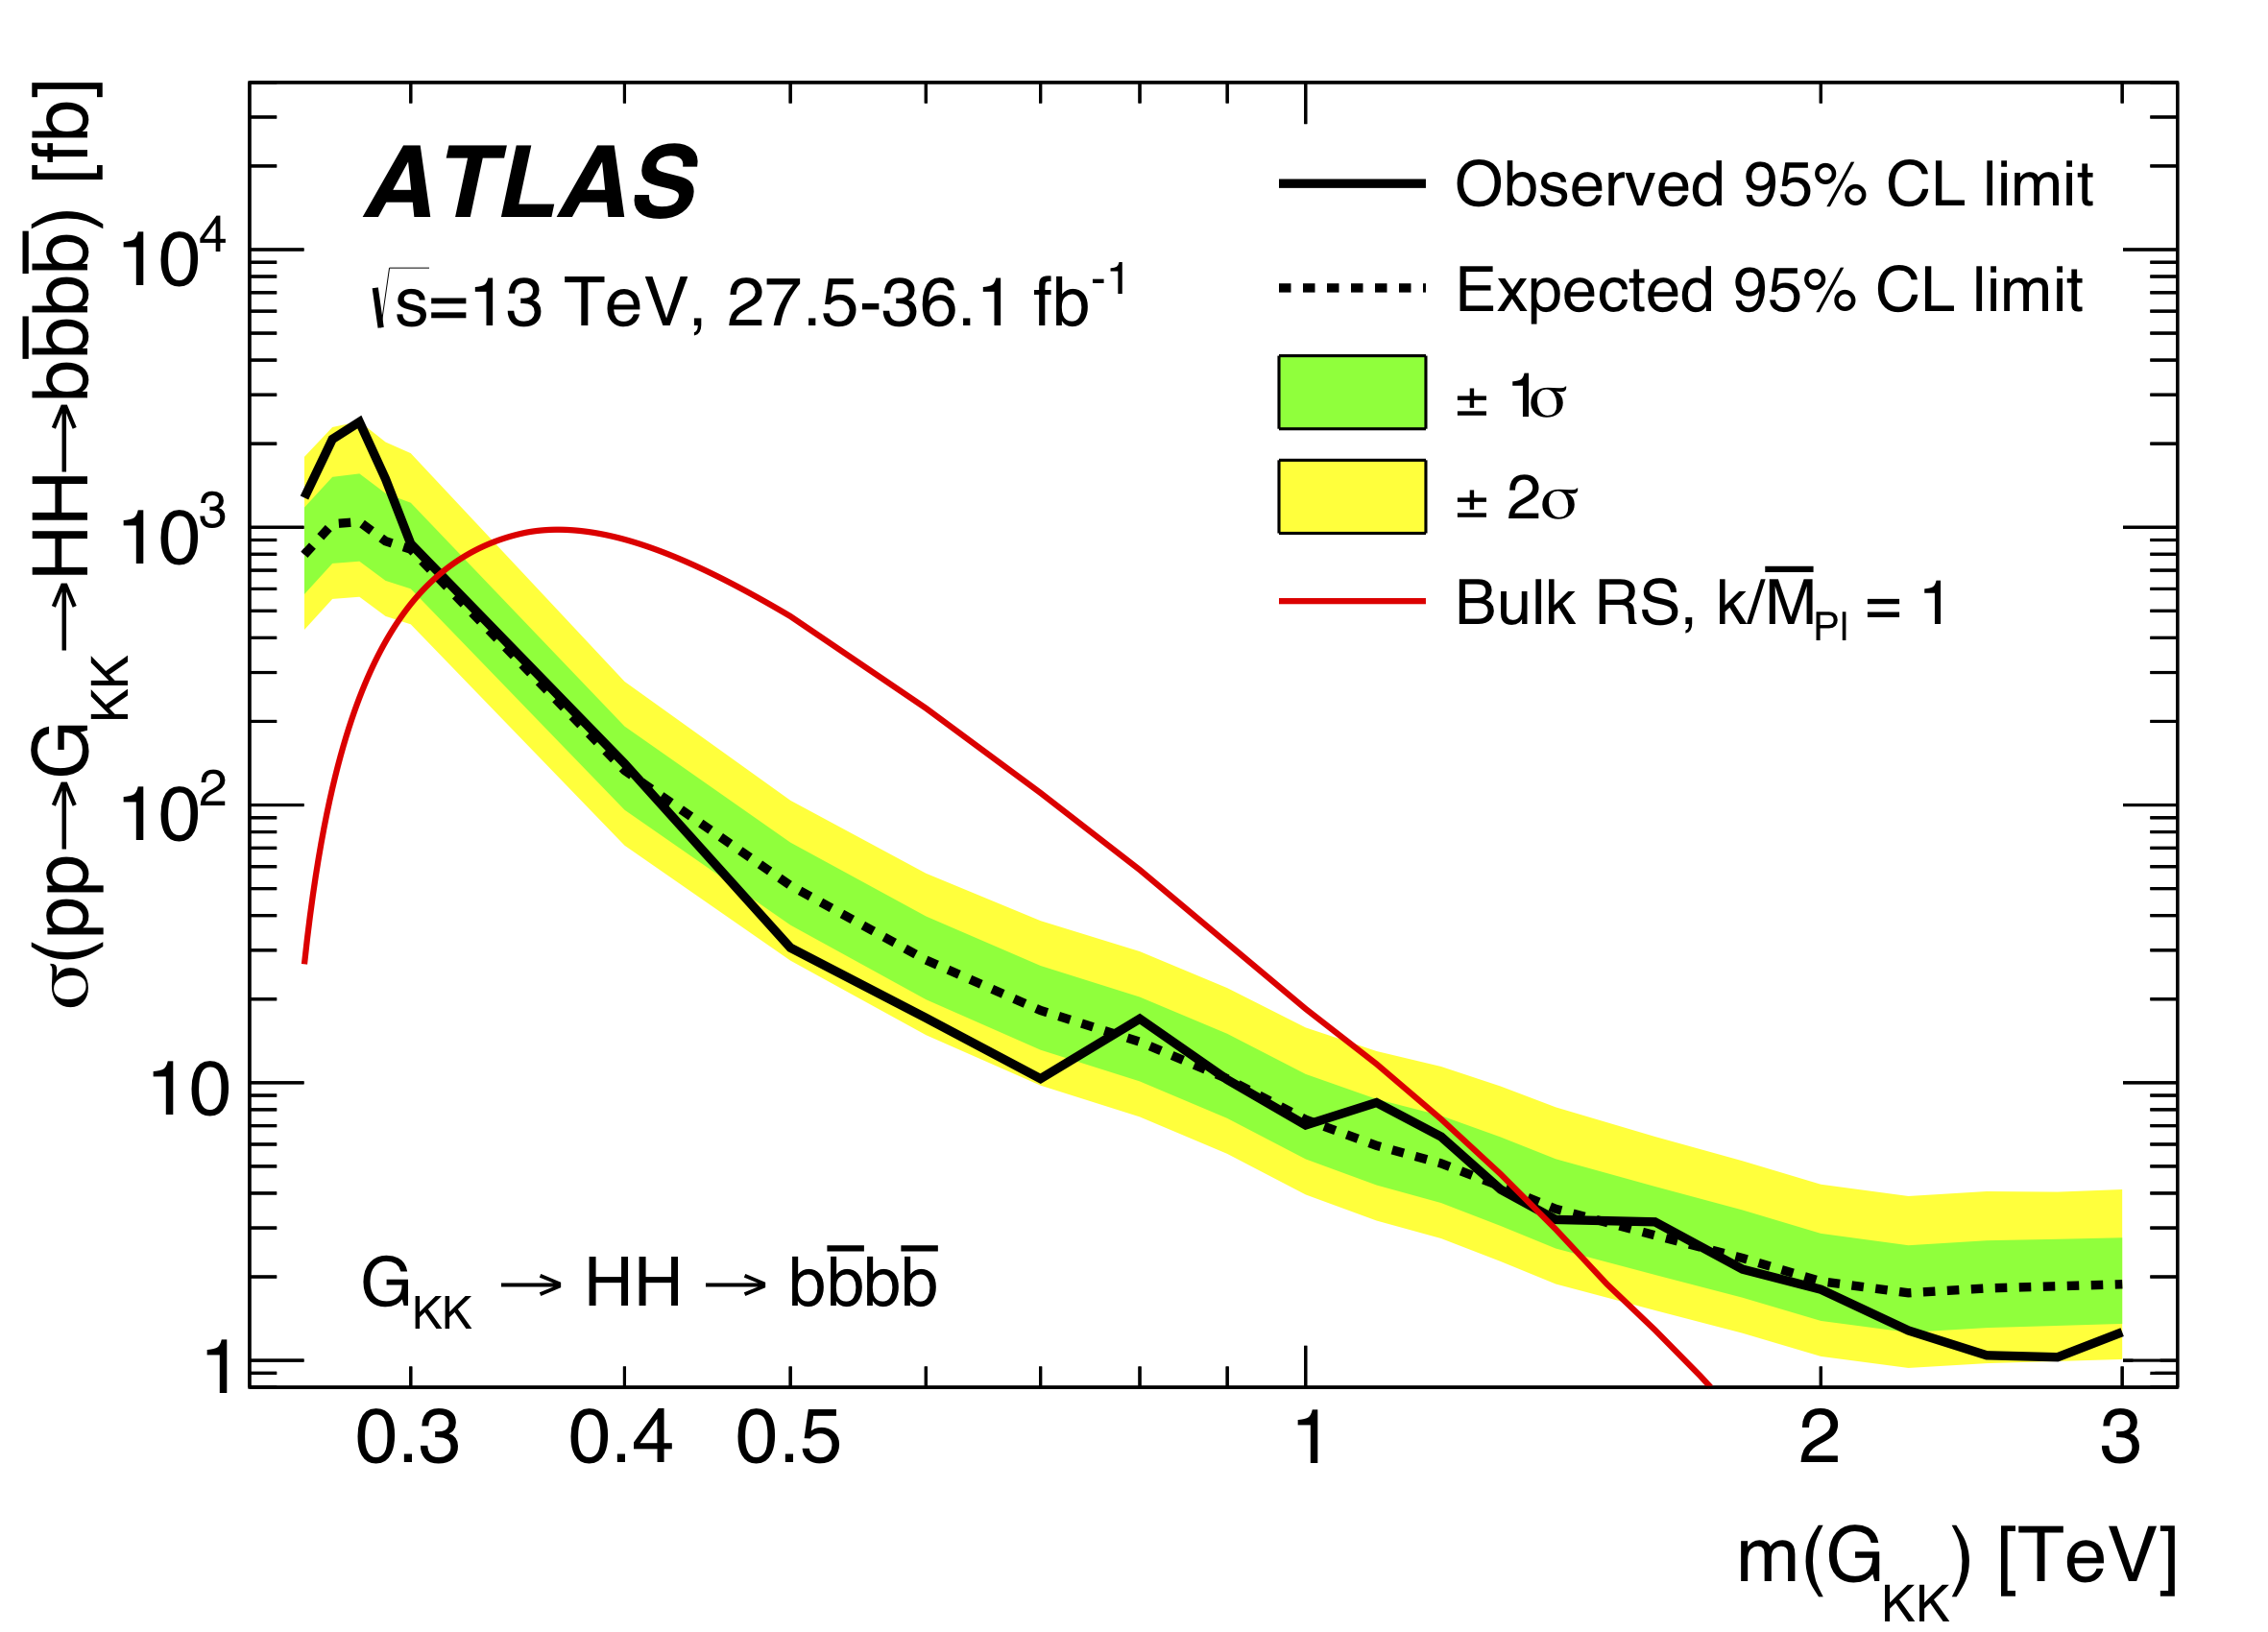 ATLAS
√s=13 TeV, 27.5-36.1 fb⁻¹
Observed 95% CL limit
Expected 95% CL limit
± 1σ
± 2σ
Bulk RS, k/M̅_Pl = 1
G_KK → HH → bb̅bb̅
σ(pp→G_KK→HH→bb̅bb̅) [fb]
10⁴
10³
10²
10
1
0.3 0.4 0.5 1 2 3
m(G_KK) [TeV]